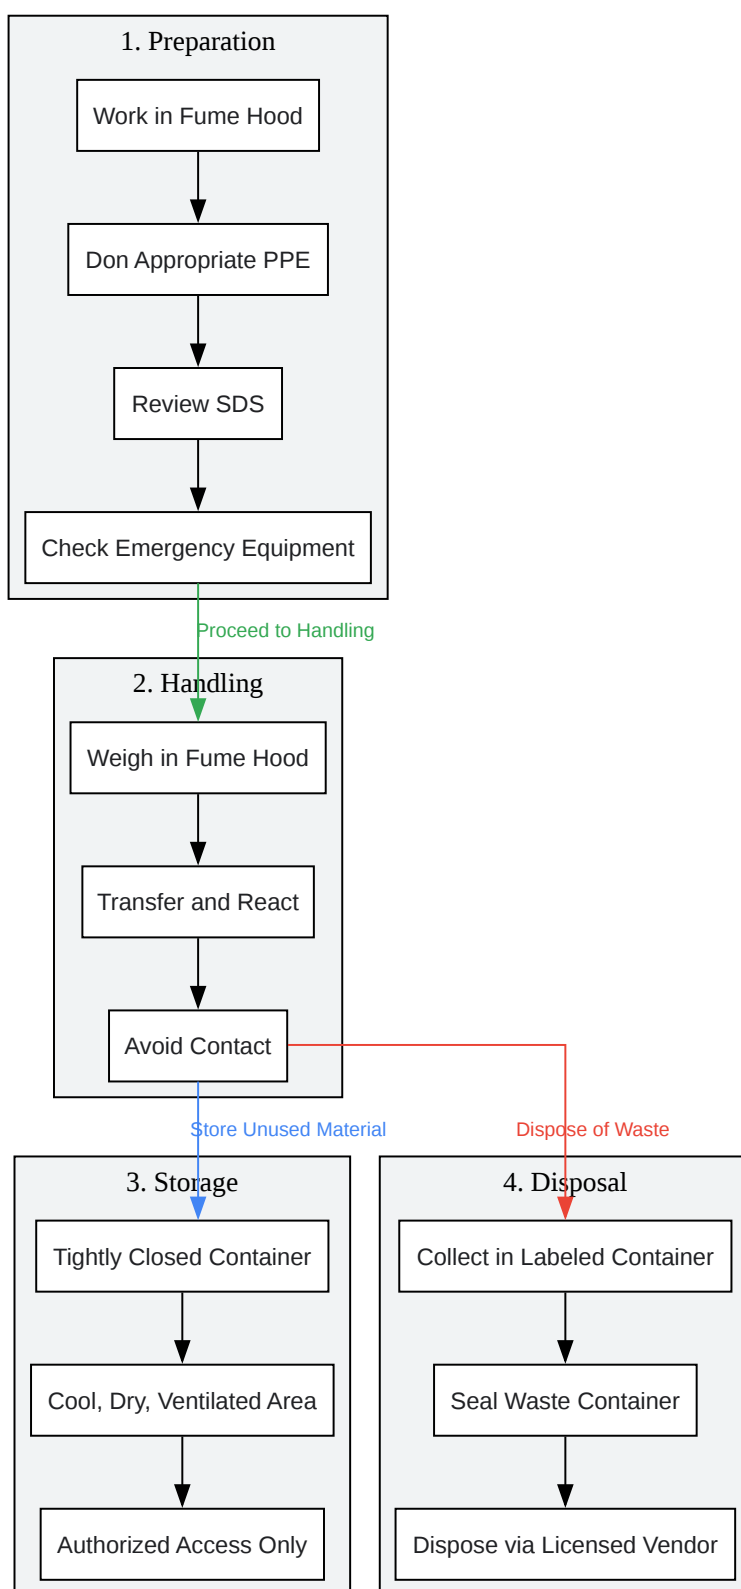 1. Preparation
Work in Fume Hood
Don Appropriate PPE
Review SDS
Check Emergency Equipment
Proceed to Handling
2. Handling
Weigh in Fume Hood
Transfer and React
Avoid Contact
Store Unused Material
Dispose of Waste
3. Storage
Tightly Closed Container
Cool, Dry, Ventilated Area
Authorized Access Only
4. Disposal
Collect in Labeled Container
Seal Waste Container
Dispose via Licensed Vendor